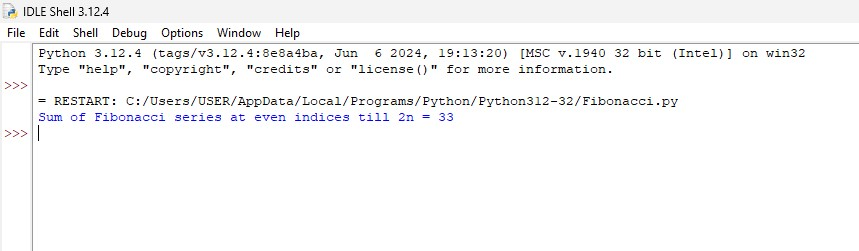 IDLE Shell 3.12.4
File Edit Shell Debug Options Window Help
Python 3.12.4 (tags/v3.12.4:8e8a4ba, Jun  6 2024, 19:13:20) [MSC v.1940 32 bit (Intel)] on win32
Type "help", "copyright", "credits" or "license()" for more information.
>>>
= RESTART: C:/Users/USER/AppData/Local/Programs/Python/Python312-32/Fibonacci.py
Sum of Fibonacci series at even indices till 2n = 33
>>>